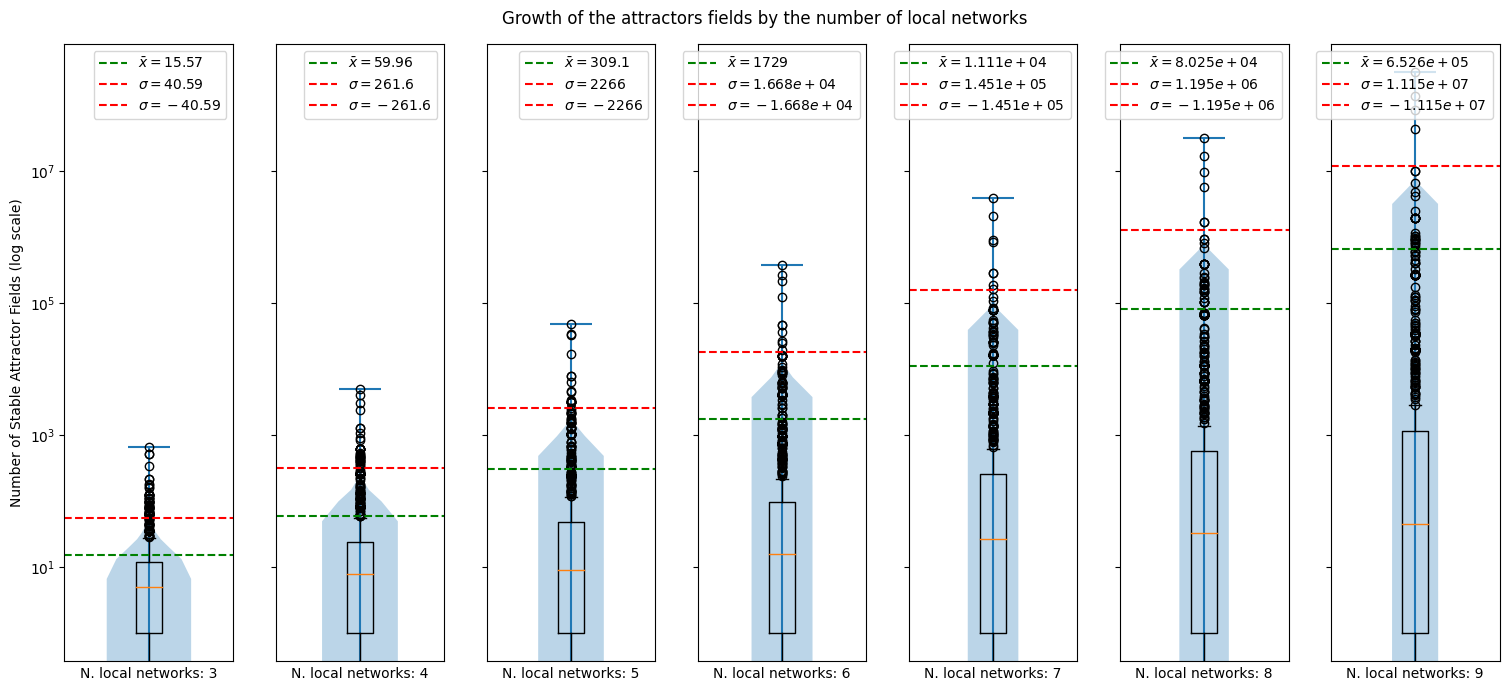 Growth of the attractors fields by the number of local networks
x̄ = 15.57
σ = 40.59
σ = −40.59
x̄ = 59.96
σ = 261.6
σ = −261.6
x̄ = 309.1
σ = 2266
σ = −2266
x̄ = 1729
σ = 1.668e + 04
σ = −1.668e + 04
x̄ = 1.111e + 04
σ = 1.451e + 05
σ = −1.451e + 05
x̄ = 8.025e + 04
σ = 1.195e + 06
σ = −1.195e + 06
x̄ = 6.526e + 05
σ = 1.115e + 07
σ = −1.115e + 07
Number of Stable Attractor Fields (log scale)
10⁷
10⁵
10³
10¹
N. local networks: 3
N. local networks: 4
N. local networks: 5
N. local networks: 6
N. local networks: 7
N. local networks: 8
N. local networks: 9